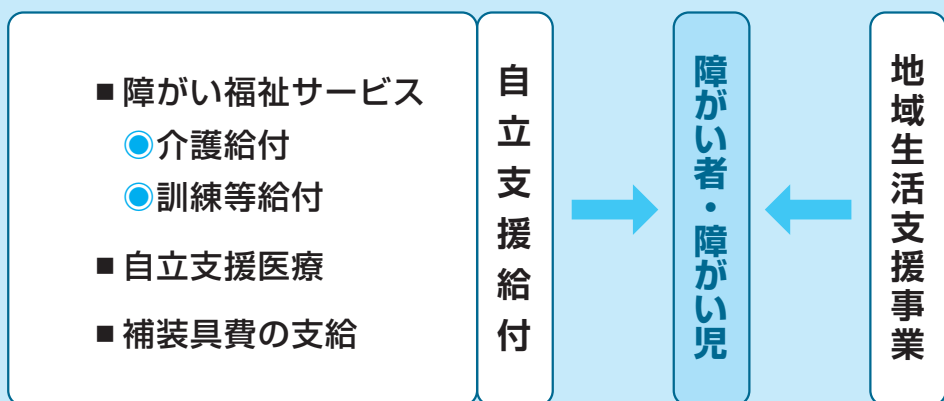 ■障がい福祉サービス
◉介護給付
◉訓練等給付
■自立支援医療
■補装具費の支給
自立支援給付
障がい者・障がい児
地域生活支援事業